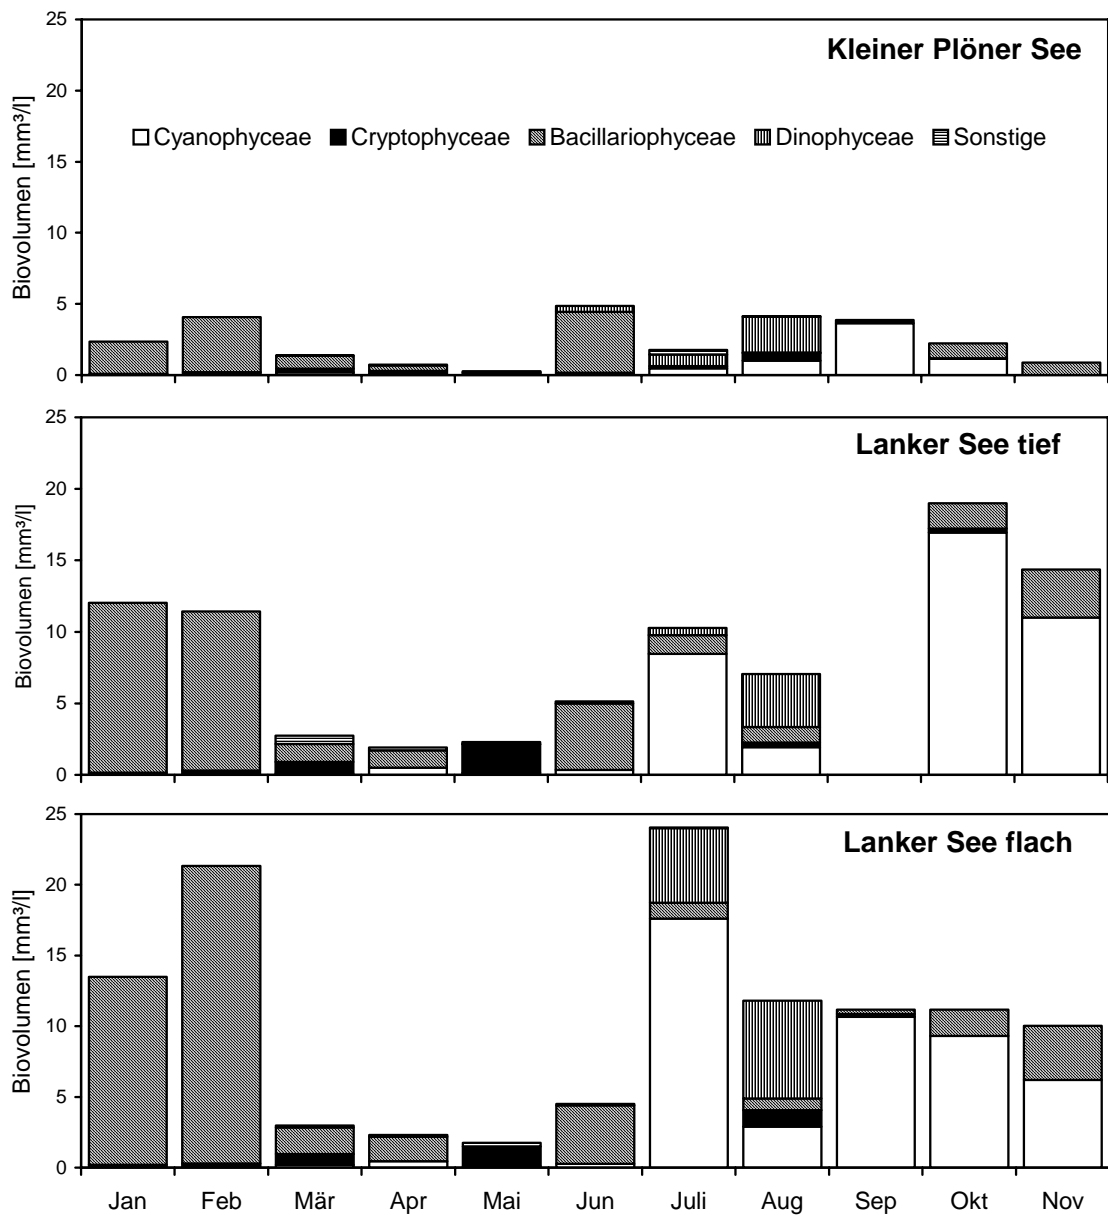 25
Kleiner Plöner See
20
Cyanophyceae Cryptophyceae Bacillariophyceae Dinophyceae Sonstige
15
Biovolumen [mm³/l]
10
5
0
25
Lanker See tief
20
15
Biovolumen [mm³/l]
10
5
0
25
Lanker See flach
20
15
Biovolumen [mm³/l]
10
5
0
Jan Feb Mär Apr Mai Jun Juli Aug Sep Okt Nov